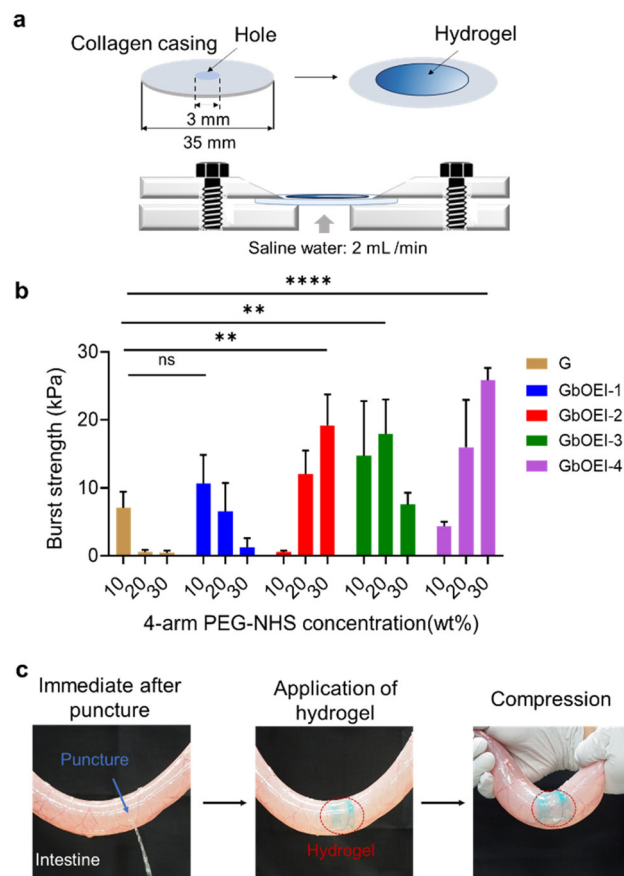 a
Collagen casing
Hole
Hydrogel
3 mm
35 mm
Saline water: 2 mL /min
b
****
**
**
ns
Burst strength (kPa)
30
20
10
0
G
GbOEI-1
GbOEI-2
GbOEI-3
GbOEI-4
10 20 30 10 20 30 10 20 30 10 20 30 10 20 30
4-arm PEG-NHS concentration(wt%)
c
Immediate after
puncture
Application of
hydrogel
Compression
Puncture
Intestine
Hydrogel